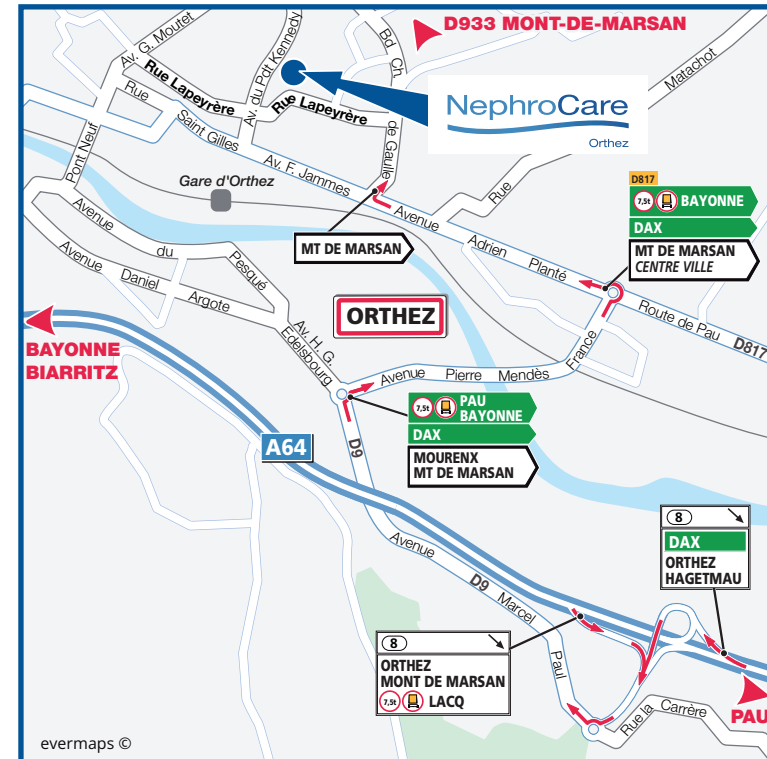 D933 MONT-DE-MARSAN
Av. G. Moutet
Av. du Pdt Kennedy
Bd Ch.
de Gaulle
Matachot
Rue
Rue Lapeyrère
Rue Lapeyrère
NephroCare
Orthez
Rue
Saint Gilles
Av. F. Jammes
Pont Neuf
Gare d'Orthez
D817
7,5t BAYONNE
DAX
MT DE MARSAN
CENTRE VILLE
MT DE MARSAN
Avenue Adrien Planté
Route de Pau D817
Avenue du Pesqué
Avenue Daniel Argote
ORTHEZ
Av. H. G.
Edelsbourg
BAYONNE
BIARRITZ
Avenue Pierre Mendès France
7,5t PAU
BAYONNE
DAX
MOURENX
MT DE MARSAN
A64
D9
8
DAX
ORTHEZ
HAGETMAU
Avenue Marcel Paul
D9
8
ORTHEZ
MONT DE MARSAN
7,5t LACQ
Rue la Carrère
PAU
evermaps ©